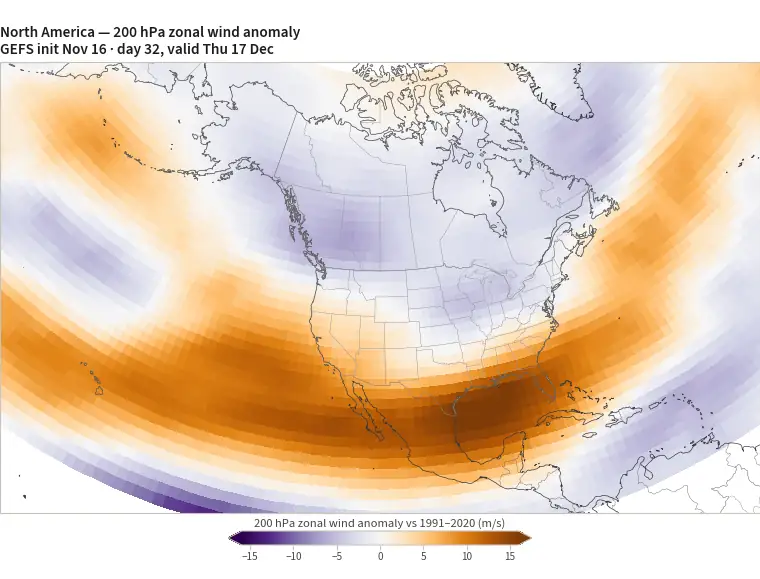 North America — 200 hPa zonal wind anomaly
GEFS init Nov 16 · day 32, valid Thu 17 Dec
200 hPa zonal wind anomaly vs 1991–2020 (m/s)
−15 −10 −5 0 5 10 15